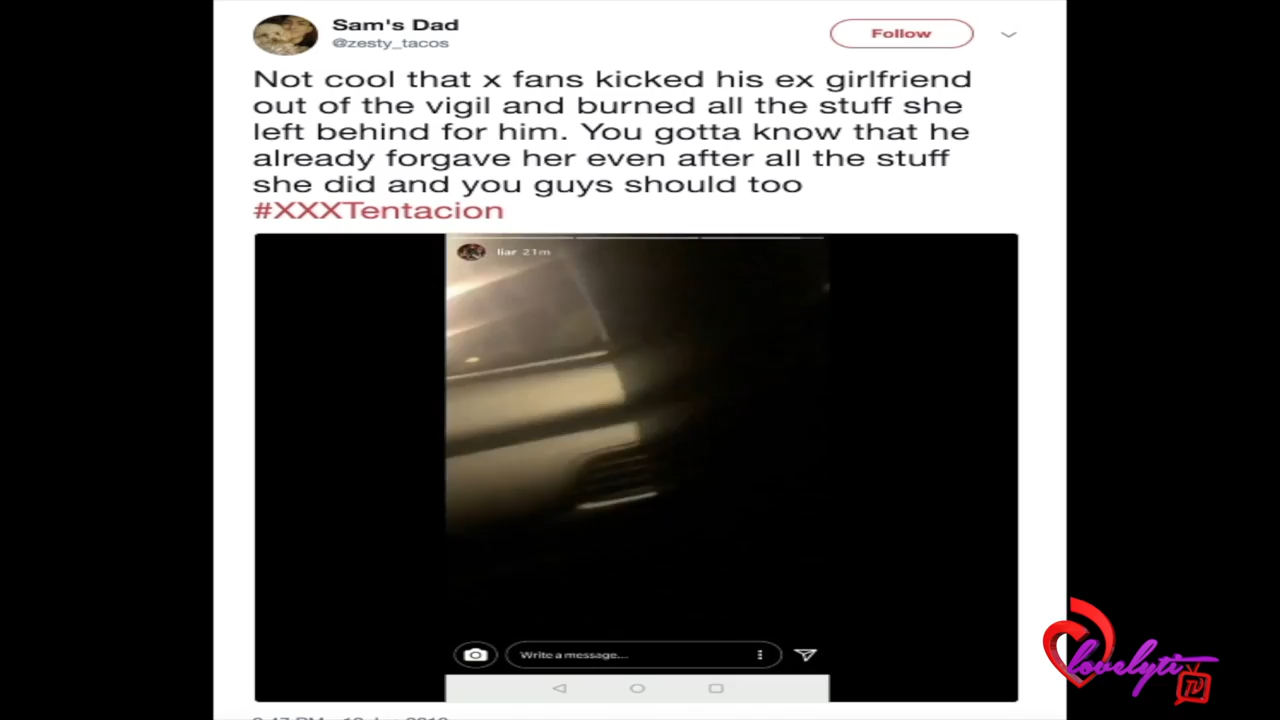 Sam's Dad
@zesty_tacos
Follow
Not cool that x fans kicked his ex girlfriend
out of the vigil and burned all the stuff she
left behind for him. You gotta know that he
already forgave her even after all the stuff
she did and you guys should too
#XXXTentacion
liar 21m
Write a message...
lovelyti
TV